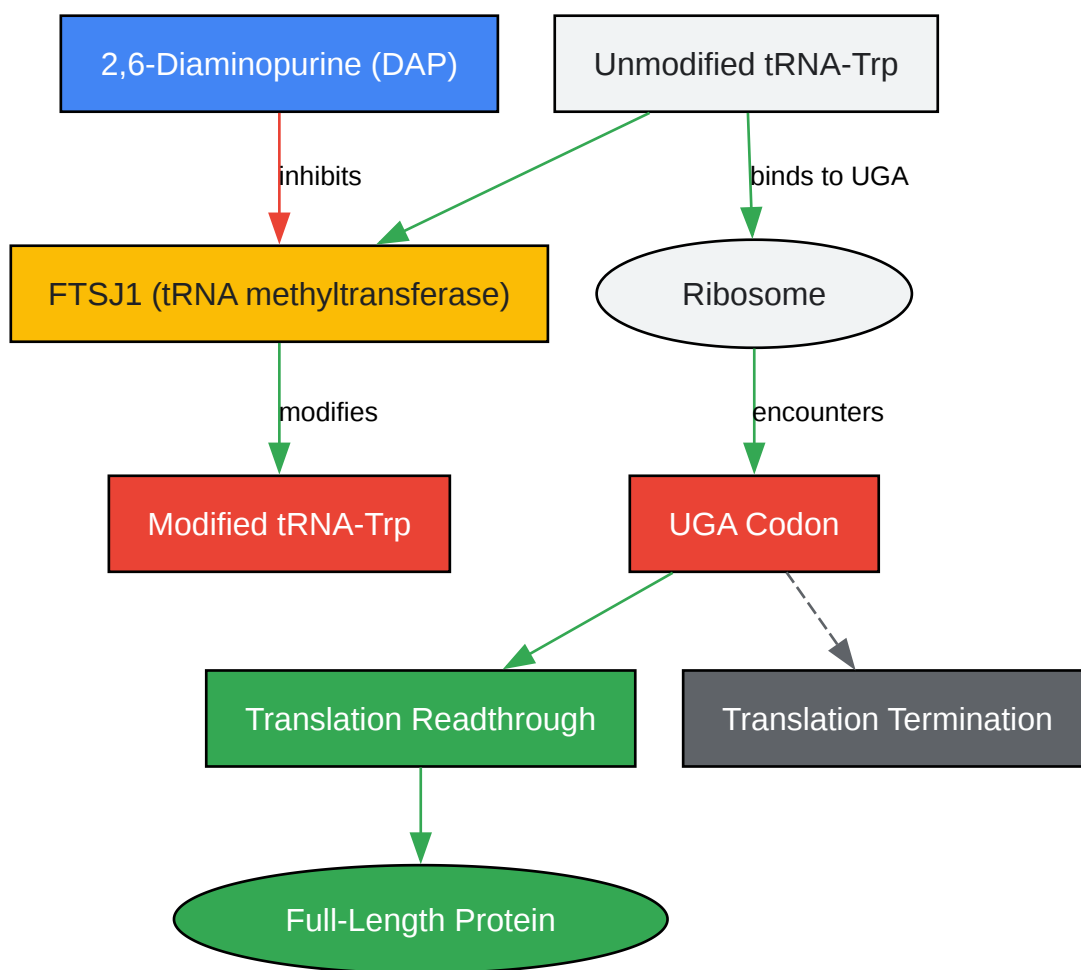 2,6-Diaminopurine (DAP)
Unmodified tRNA-Trp
inhibits
binds to UGA
FTSJ1 (tRNA methyltransferase)
Ribosome
modifies
encounters
Modified tRNA-Trp
UGA Codon
Translation Readthrough
Translation Termination
Full-Length Protein